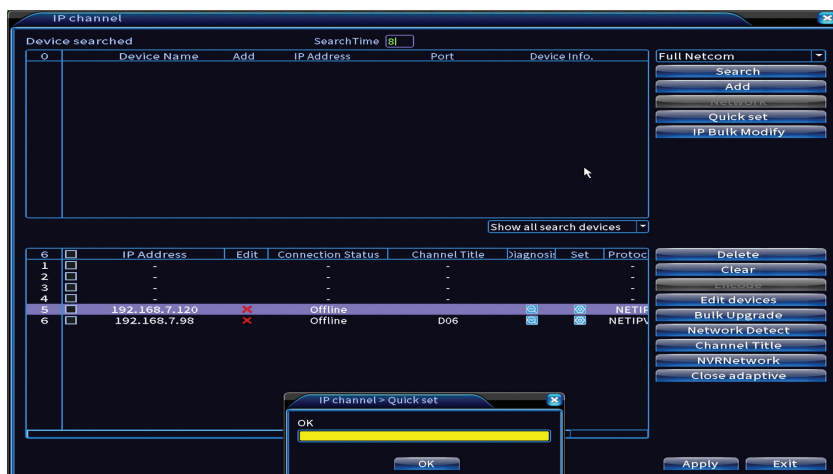 IP channel
Device searched SearchTime 8
0 Device Name Add IP Address Port Device Info.
Full Netcom
Search
Add
Network
Quick set
IP Bulk Modify
Show all search devices
6 IP Address Edit Connection Status Channel Title Diagnosis Set Protoc
1 - - -
2 - - -
3 - - -
4 - - -
5 192.168.7.120 Offline NETIP
6 192.168.7.98 Offline D06 NETIPV
Delete
Clear
Encode
Edit devices
Bulk Upgrade
Network Detect
Channel Title
NVRNetwork
Close adaptive
IP channel > Quick set
OK
OK
Apply Exit